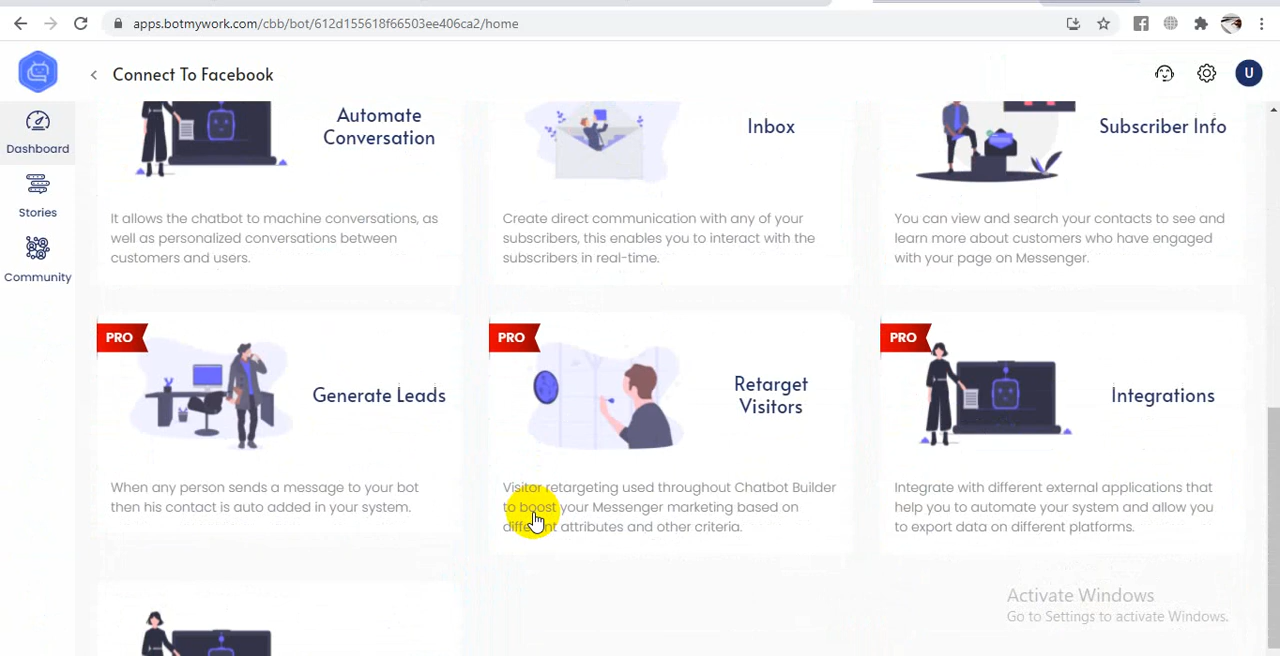 apps.botmywork.com/cbb/bot/612d155618f66503ee406ca2/home
Connect To Facebook
U
Dashboard
Stories
Community
Automate
Conversation
It allows the chatbot to machine conversations, as
well as personalized conversations between
customers and users.
Inbox
Create direct communication with any of your
subscribers, this enables you to interact with the
subscribers in real-time.
Subscriber Info
You can view and search your contacts to see and
learn more about customers who have engaged
with your page on Messenger.
PRO
Generate Leads
When any person sends a message to your bot
then his contact is auto added in your system.
PRO
Retarget
Visitors
Visitor retargeting used throughout Chatbot Builder
to boost your Messenger marketing based on
different attributes and other criteria.
PRO
Integrations
Integrate with different external applications that
help you to automate your system and allow you
to export data on different platforms.
Activate Windows
Go to Settings to activate Windows.